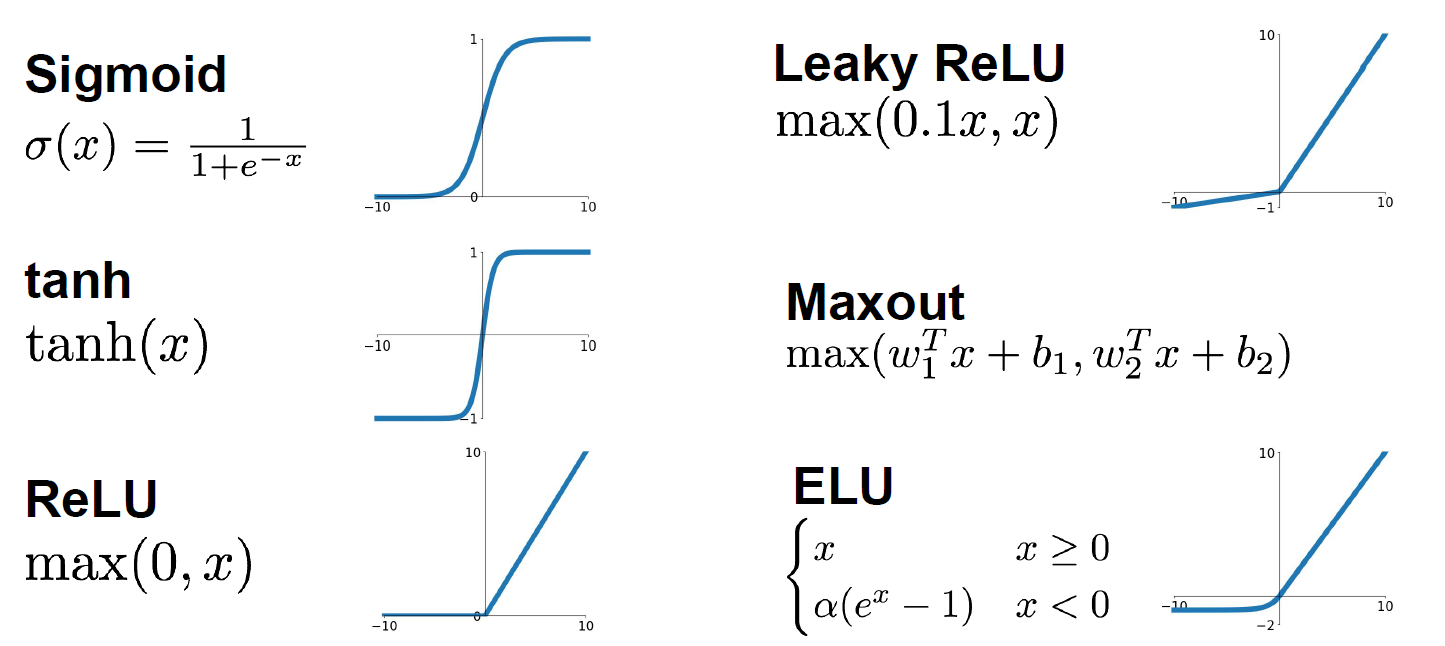 Sigmoid
σ(x) = 1/(1+e^{-x})
1
0
−10
10
tanh
tanh(x)
1
−10
10
−1
ReLU
max(0, x)
10
0
−10
10
Leaky ReLU
max(0.1x, x)
10
−10
−1
10
Maxout
max(w_1^T x + b_1, w_2^T x + b_2)
ELU
{ x x ≥ 0
α(e^x − 1) x < 0
10
−10
−2
10